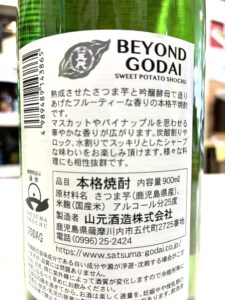 BEYOND
GODAI
SWEET POTATO SHOCHU
熟成させたさつま芋と吟醸酵母で造り
あげたフルーティーな香りの本格芋焼酎
です。
マスカットやパイナップルを思わせる
華やかな香りが広がります。炭酸割りや
ロック、水割りでスッキリとしたシャープ
な味わいをお楽しみ頂けます。様々な料
理にも相性抜群です。
品目 本格焼酎 内容量900ml
原材料名 さつま芋(鹿児島県産)、
米麹(国産米) アルコール分25度
製造者 山元酒造株式会社
鹿児島県薩摩川内市五代町2725番地
電話(0996)25-2424
https://www.satsuma-godai.co.jp/
SATSUMA
SHOCHU
4989489143569